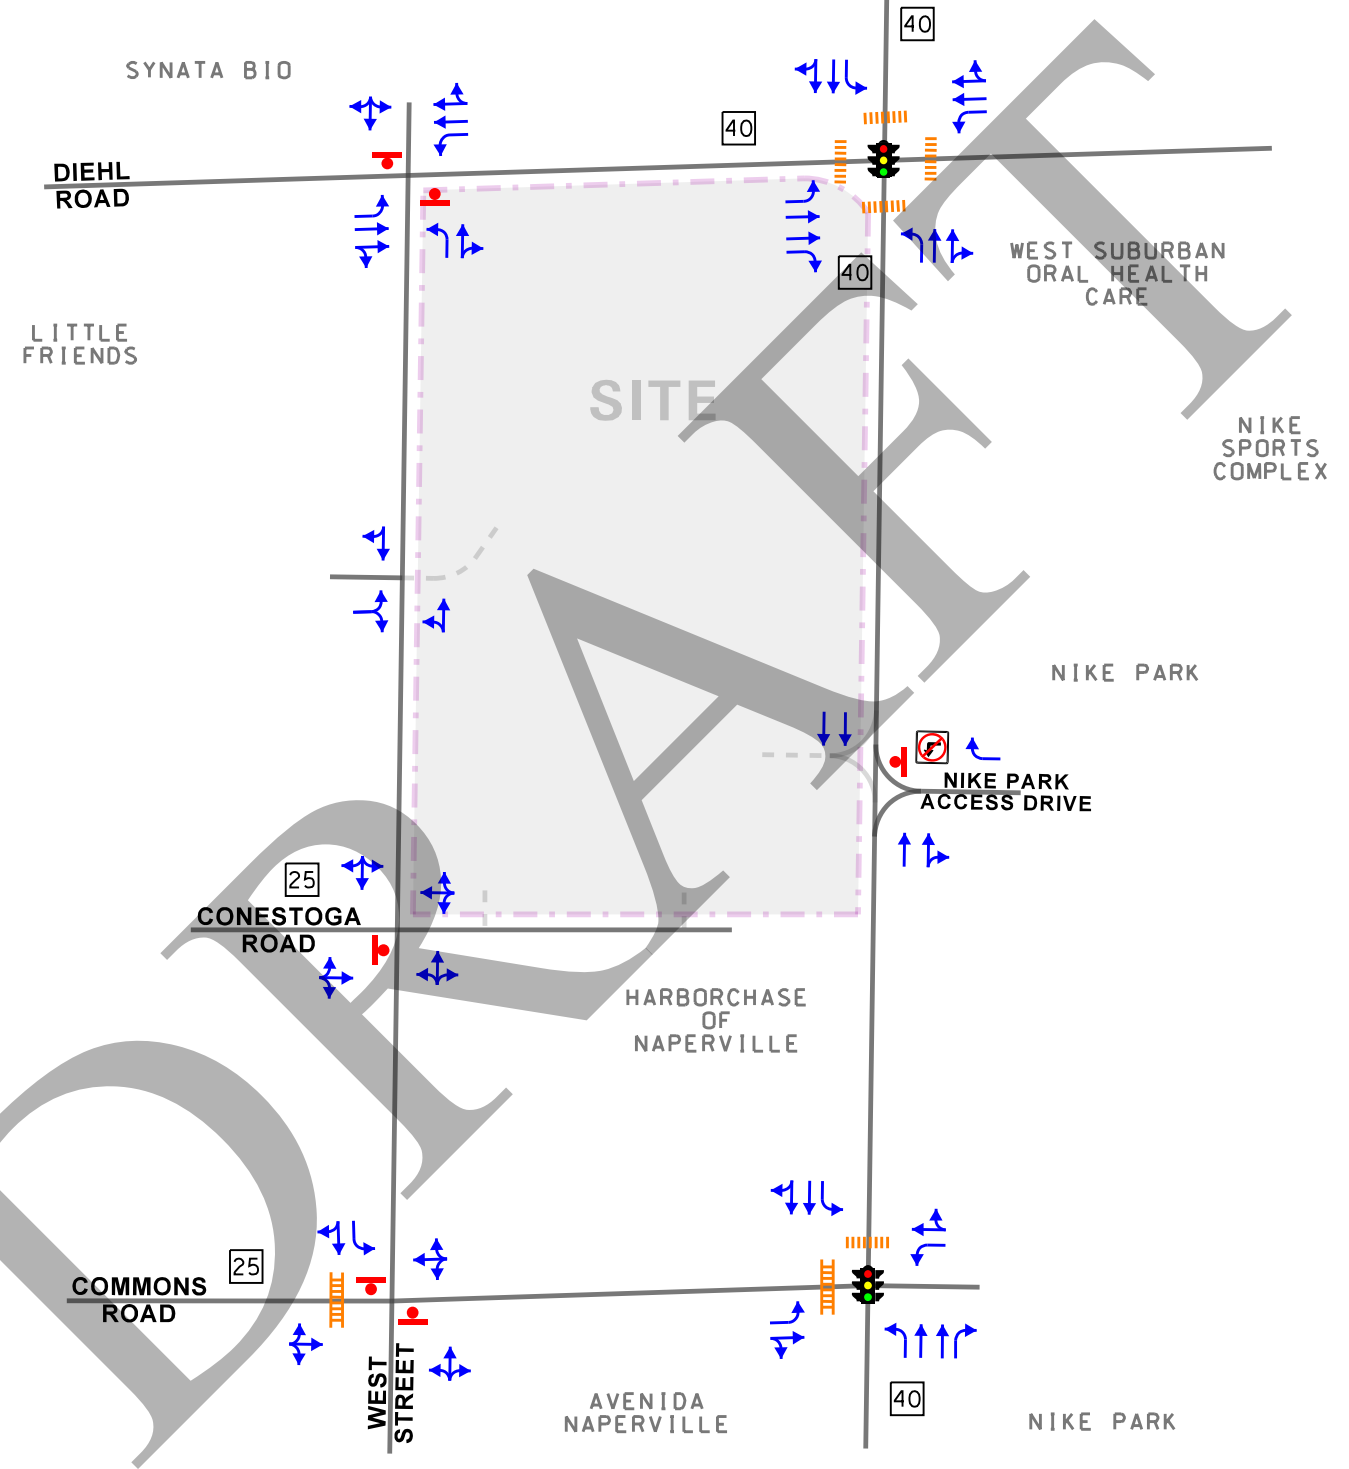 40
SYNATA BIO
40
DIEHL
ROAD
WEST SUBURBAN
ORAL HEALTH
CARE
40
LITTLE
FRIENDS
SITE
NIKE
SPORTS
COMPLEX
NIKE PARK
NIKE PARK
ACCESS DRIVE
25
CONESTOGA
ROAD
HARBORCHASE
OF
NAPERVILLE
25
COMMONS
ROAD
WEST
STREET
AVENIDA
NAPERVILLE
40
NIKE PARK
DRAFT